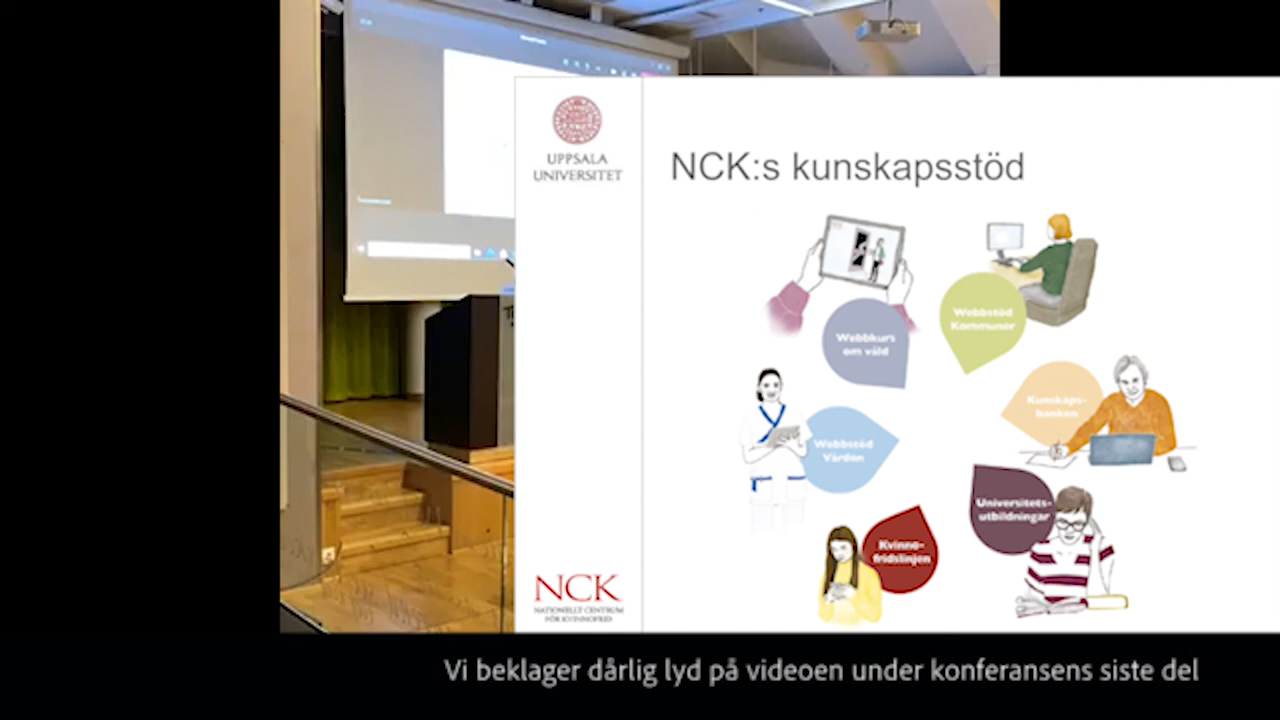 UPPSALA
UNIVERSITET
NCK:s kunskapsstöd
Webbkurs
om våld
Webbstöd
Kommuner
Kunskaps-
banken
Webbstöd
Vården
Universitets-
utbildningar
Kvinno-
fridslinjen
NCK
NATIONELLT CENTRUM
FÖR KVINNOFRID
Vi beklager dårlig lyd på videoen under konferansens siste del